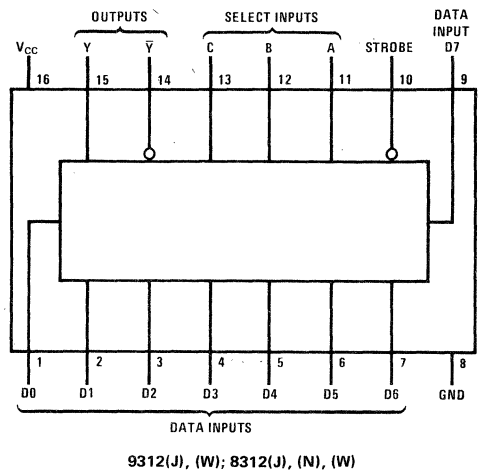 OUTPUTS SELECT INPUTS DATA INPUT
VCC Y Y̅ C B A STROBE D7
16 15 14 13 12 11 10 9
1 2 3 4 5 6 7 8
D0 D1 D2 D3 D4 D5 D6 GND
DATA INPUTS
9312(J), (W); 8312(J), (N), (W)